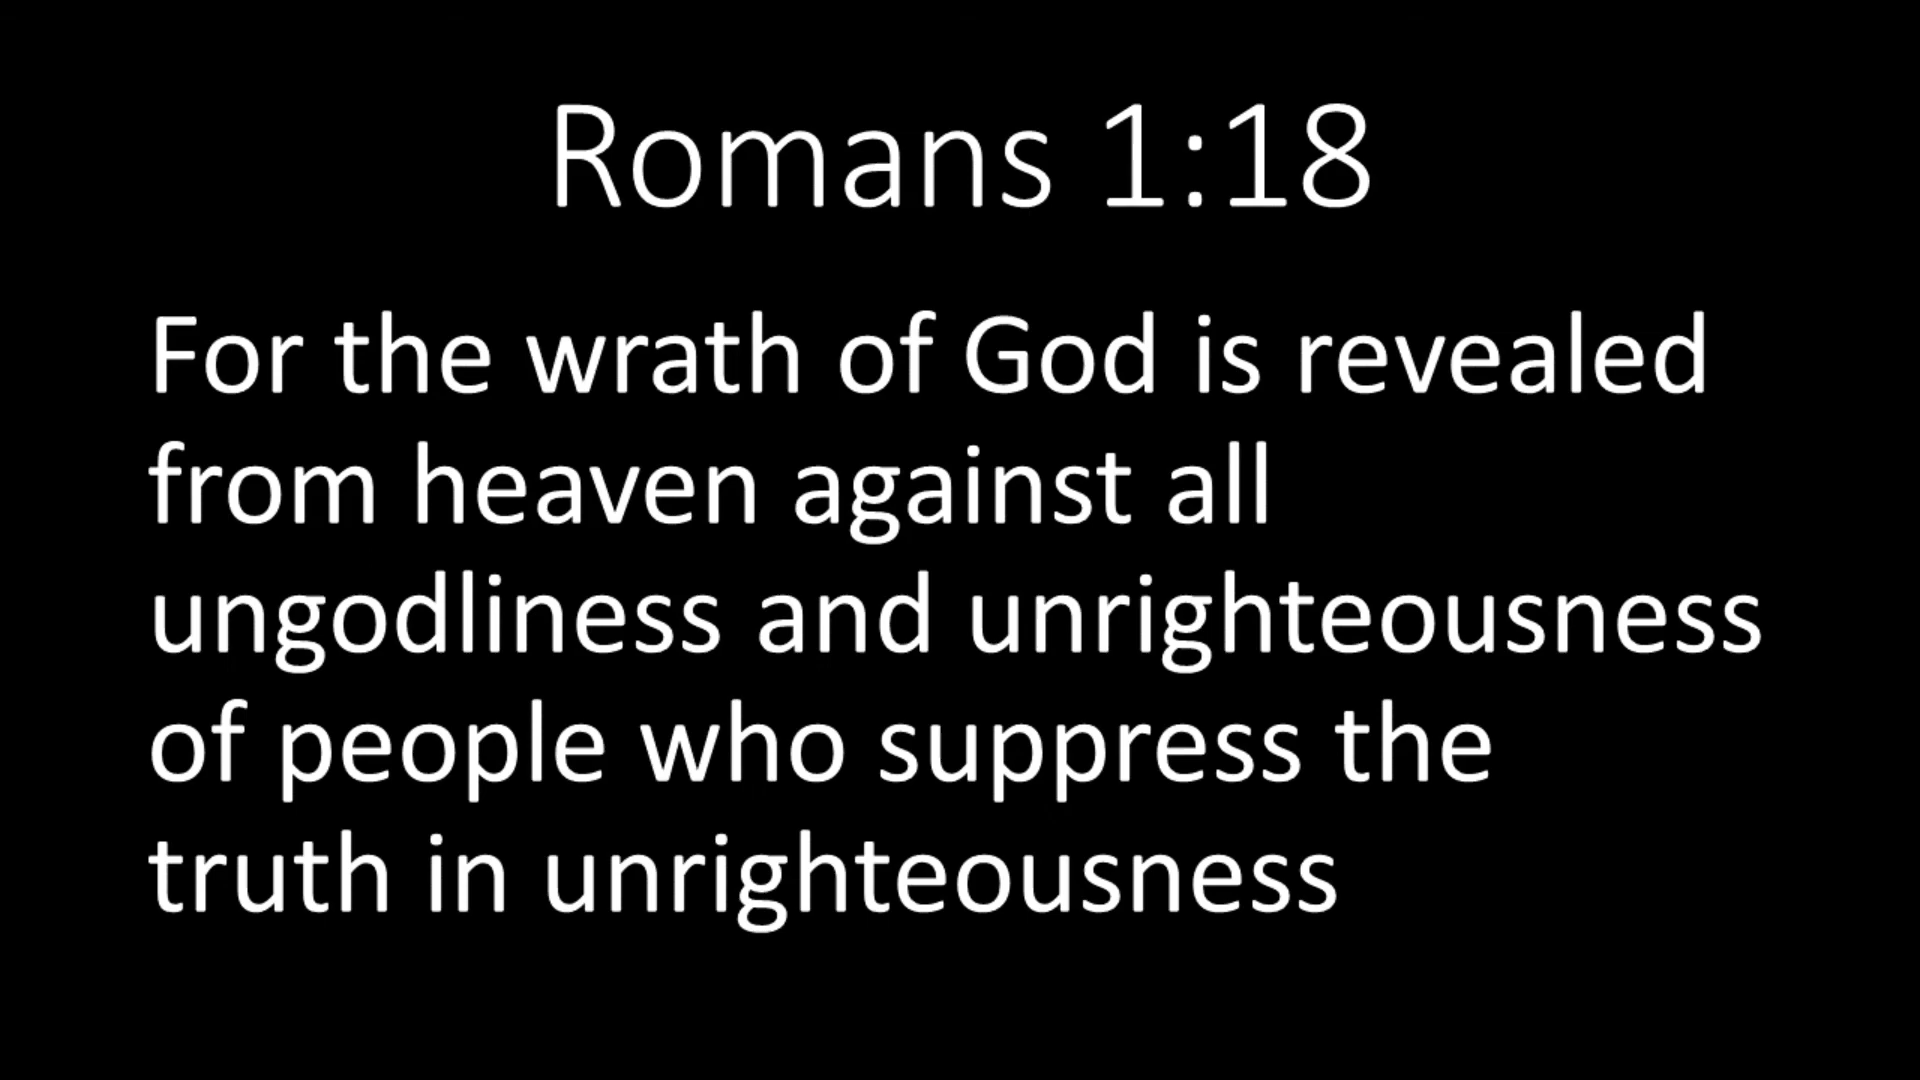 Romans 1:18
For the wrath of God is revealed
from heaven against all
ungodliness and unrighteousness
of people who suppress the
truth in unrighteousness